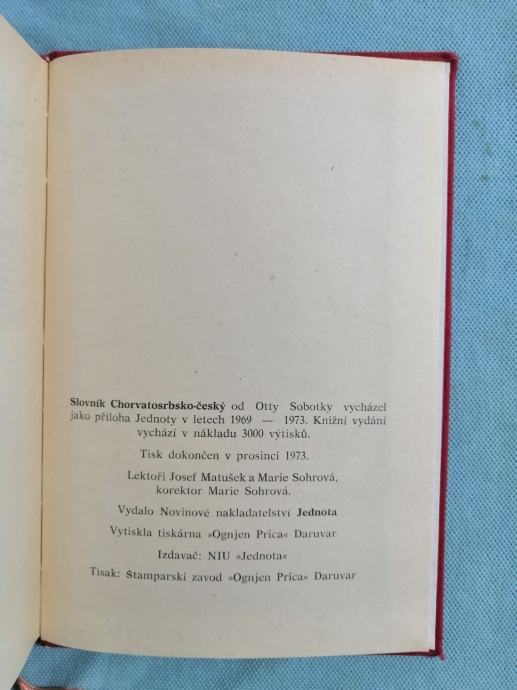 Slovník Chorvatosrbsko-český od Otty Sobotky vycházel
jako příloha Jednoty v letech 1969 — 1973. Knižní vydání
vychází v nákladu 3000 výtisků.
Tisk dokončen v prosinci 1973.
Lektoři Josef Matušek a Marie Sohrová,
korektor Marie Sohrová.
Vydalo Novinové nakladatelství Jednota
Vytiskla tiskárna »Ognjen Prica« Daruvar
Izdavač: NIU »Jednota«
Tisak: Štamparski zavod »Ognjen Prica« Daruvar